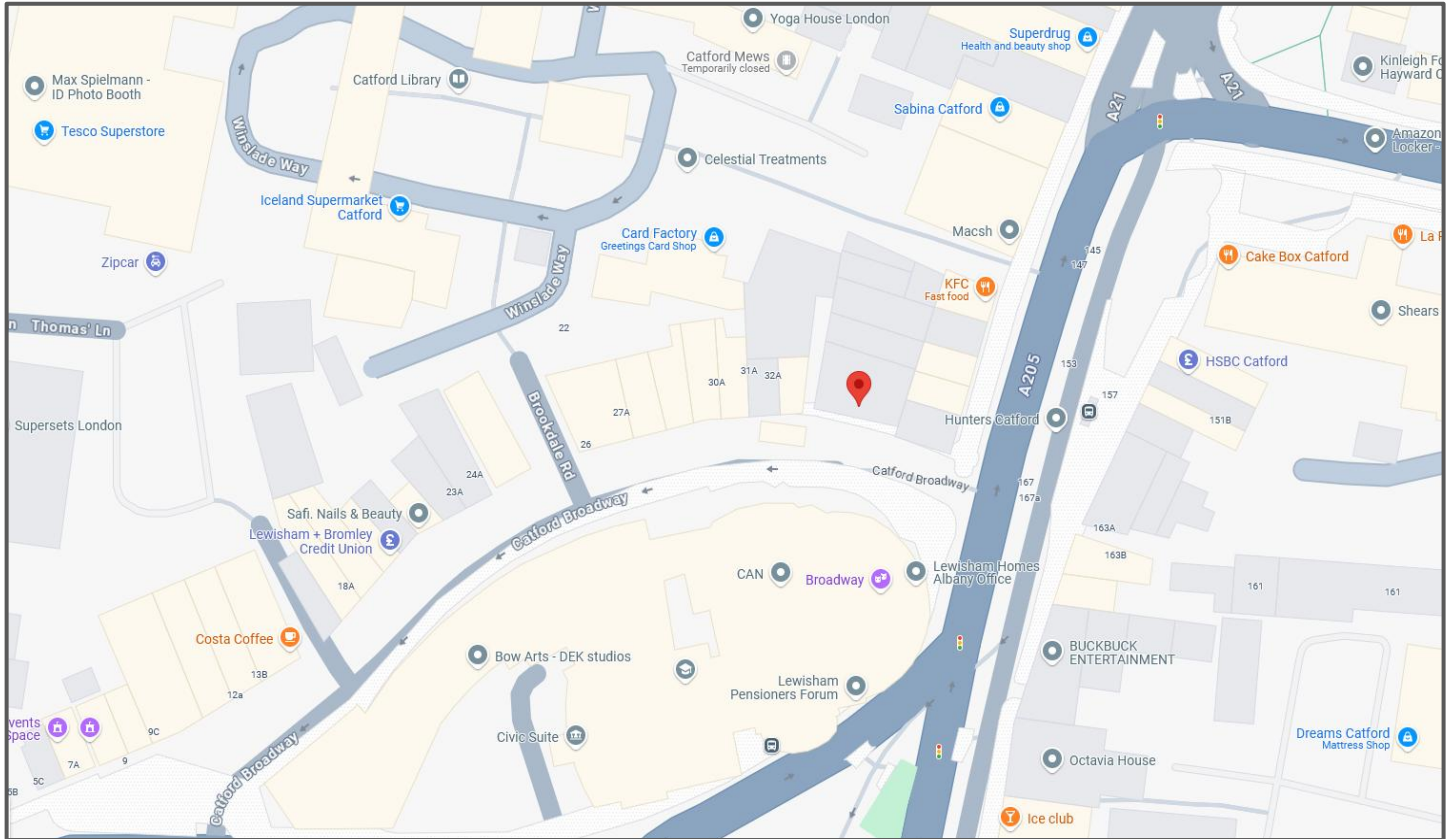 Yoga House London
Superdrug
Health and beauty shop
Catford Mews
Temporarily closed
Max Spielmann -
ID Photo Booth
Catford Library
Kinleigh Fo
Hayward C
A21
A21
Sabina Catford
Tesco Superstore
Winslade Way
Amazon
Locker -
Celestial Treatments
Iceland Supermarket
Catford
Card Factory
Greetings Card Shop
Macsh
145
147
La F
Cake Box Catford
Zipcar
Winslade Way
KFC
Fast food
n Thomas' Ln
22
Shears
A205
153
HSBC Catford
31A
32A
30A
157
27A
Hunters Catford
151B
Supersets London
Brookdale Rd
26
24A
23A
Catford Broadway
167
167a
Safi. Nails & Beauty
Catford Broadway
163A
Lewisham + Bromley
Credit Union
163B
18A
CAN
Broadway
Lewisham Homes
Albany Office
161
161
Costa Coffee
Bow Arts - DEK studios
BUCKBUCK
ENTERTAINMENT
13B
12a
Lewisham
Pensioners Forum
vents
Space
9C
Civic Suite
Dreams Catford
Mattress Shop
Catford Broadway
9
7A
Octavia House
5C
Ice club